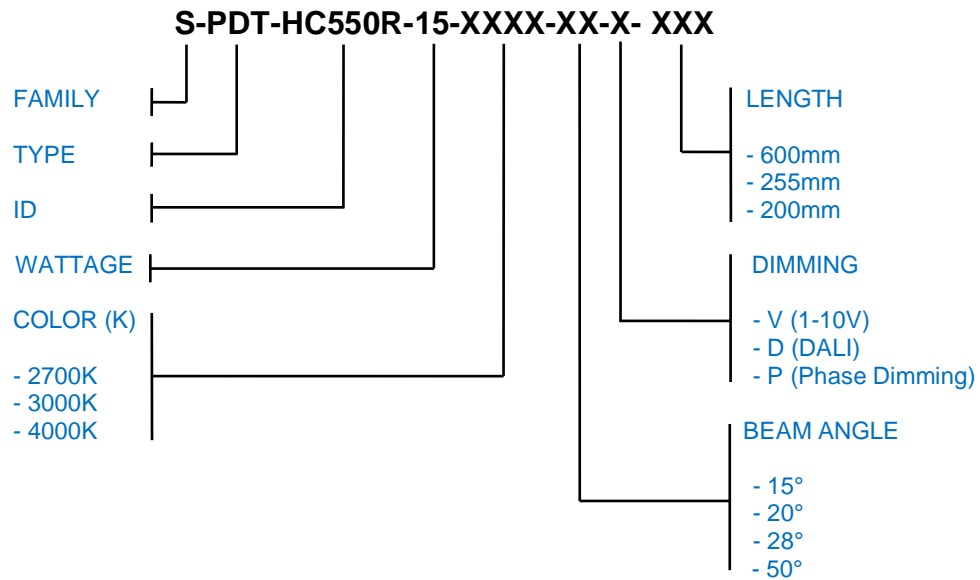 S-PDT-HC550R-15-XXXX-XX-X- XXX
FAMILY
TYPE
ID
WATTAGE
COLOR (K)
- 2700K
- 3000K
- 4000K
LENGTH
- 600mm
- 255mm
- 200mm
DIMMING
- V (1-10V)
- D (DALI)
- P (Phase Dimming)
BEAM ANGLE
- 15°
- 20°
- 28°
- 50°